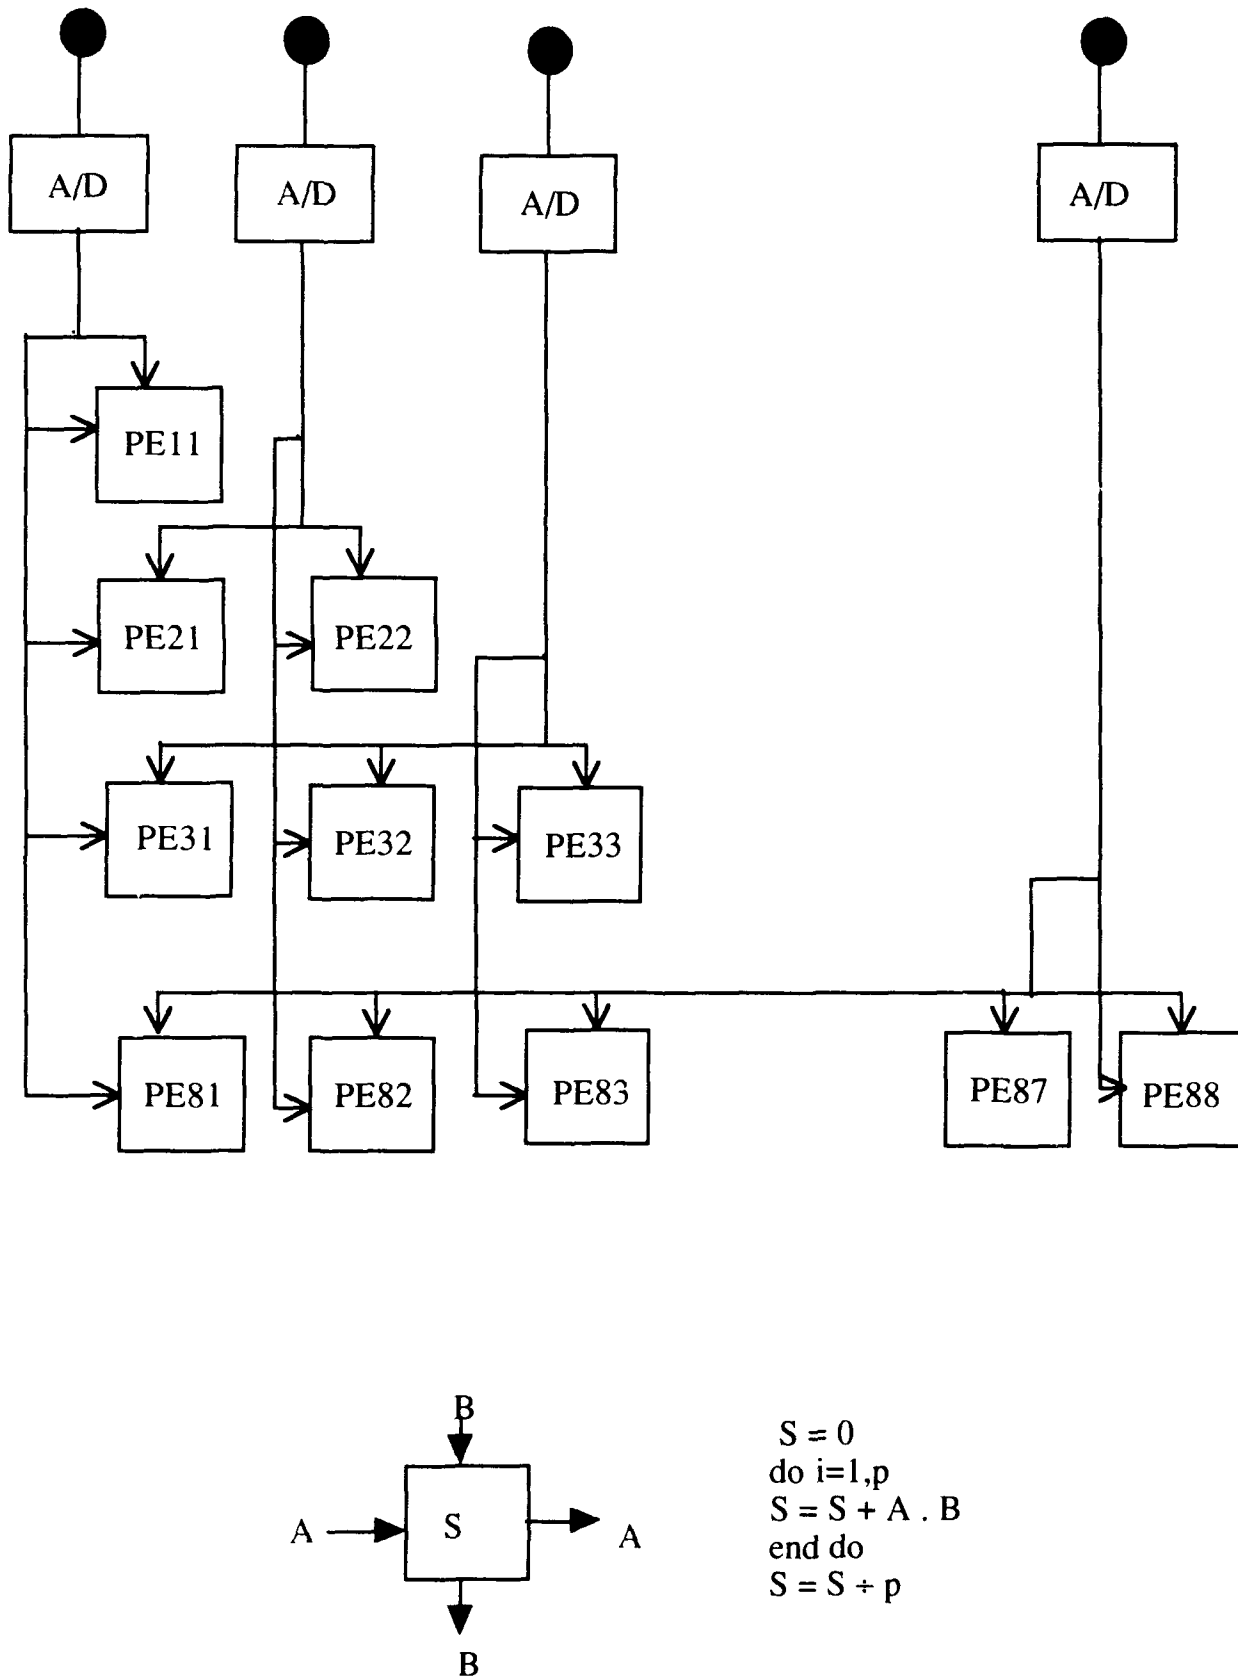 A/D
A/D
A/D
A/D
PE11
PE21
PE22
PE31
PE32
PE33
PE81
PE82
PE83
PE87
PE88
B
A
S
A
B
S = 0
do i=1,p
S = S + A . B
end do
S = S ÷ p